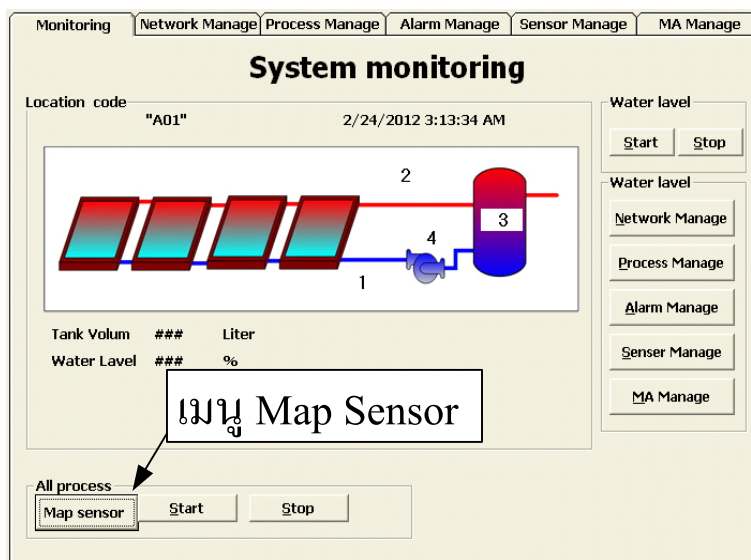 Monitoring Network Manage Process Manage Alarm Manage Sensor Manage MA Manage
System monitoring
Location code
"A01" 2/24/2012 3:13:34 AM
2
3
4
1
Tank Volum ### Liter
Water Lavel ### %
เมนู Map Sensor
All process
Map sensor Start Stop
Water lavel
Start Stop
Water lavel
Network Manage
Process Manage
Alarm Manage
Senser Manage
MA Manage